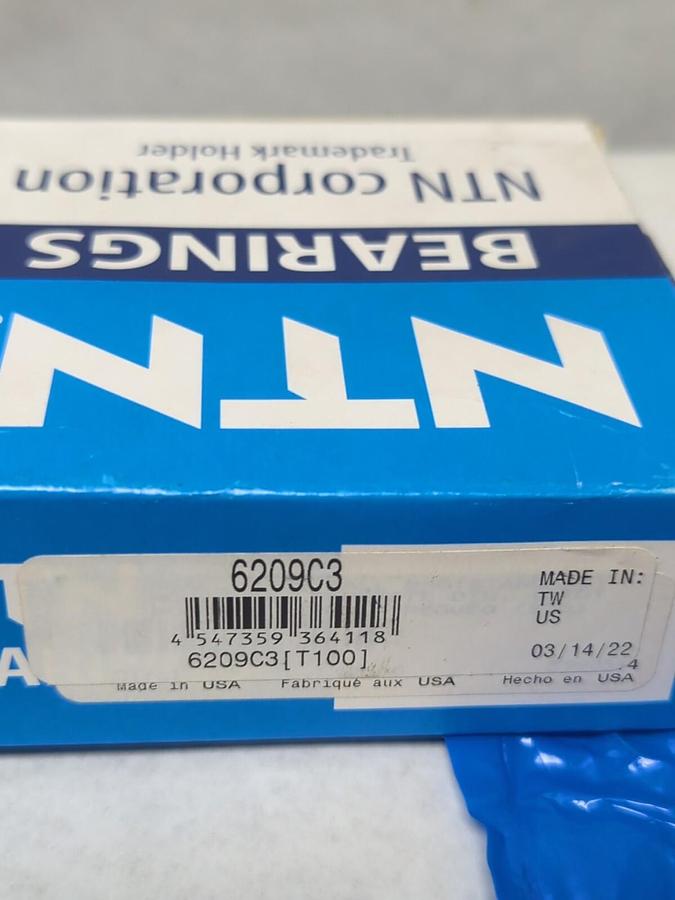 Trademark Holder
NTN corporation
BEARINGS
NTN
6209C3
4 547359 364118
6209C3[T100]
MADE IN:
TW
US
03/14/22
4
Made in USA Fabriqué aux USA Hecho en USA